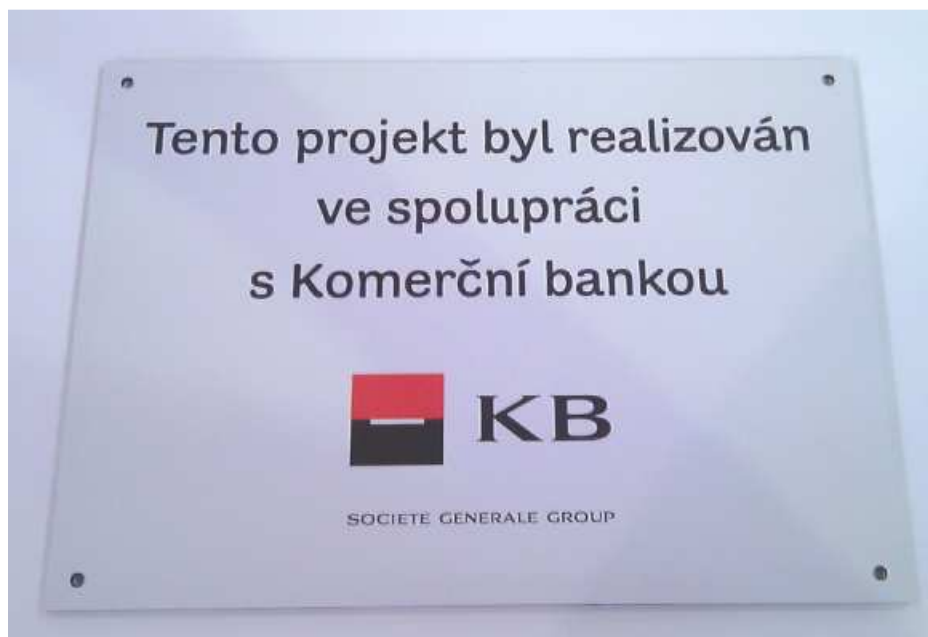 Tento projekt byl realizován
ve spolupráci
s Komerční bankou
KB
SOCIETE GENERALE GROUP